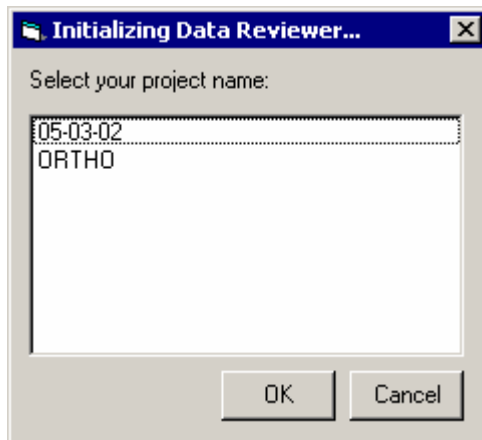 Initializing Data Reviewer...
Select your project name:
05-03-02
ORTHO
OK
Cancel